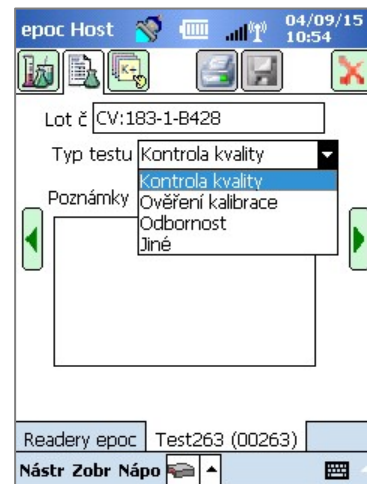 epoc Host 04/09/15
10:54
K+
Lot č CV:183-1-B428
Typ testu Kontrola kvality
Kontrola kvality
Poznámky Ověření kalibrace
Odbornost
Jiné
Readery epoc Test263 (00263)
Nástr Zobr Nápo